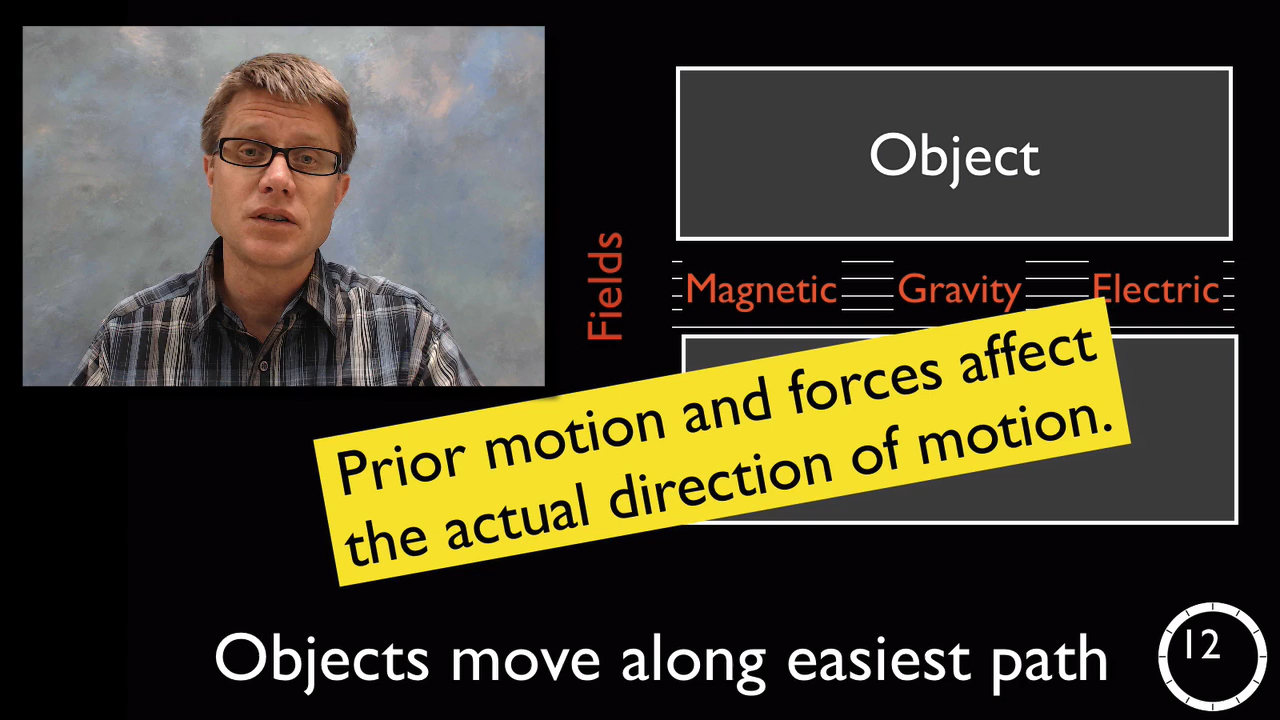 Object
Fields
Magnetic Gravity Electric
Prior motion and forces affect
the actual direction of motion.
Objects move along easiest path
12